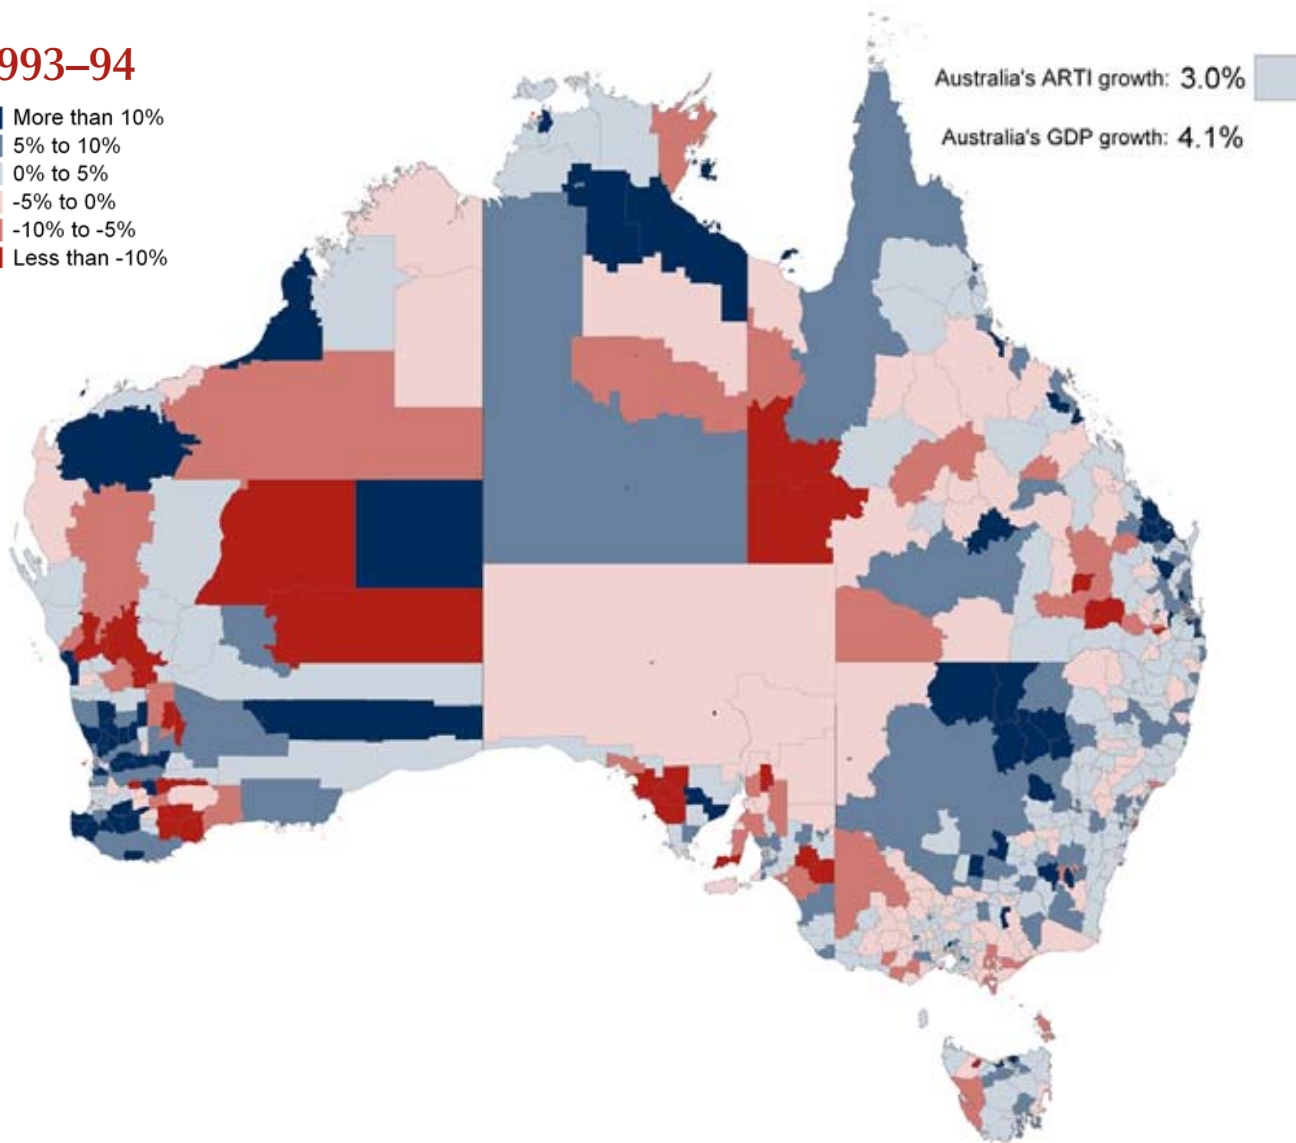 993–94
More than 10%
5% to 10%
0% to 5%
-5% to 0%
-10% to -5%
Less than -10%
Australia's ARTI growth: 3.0%
Australia's GDP growth: 4.1%